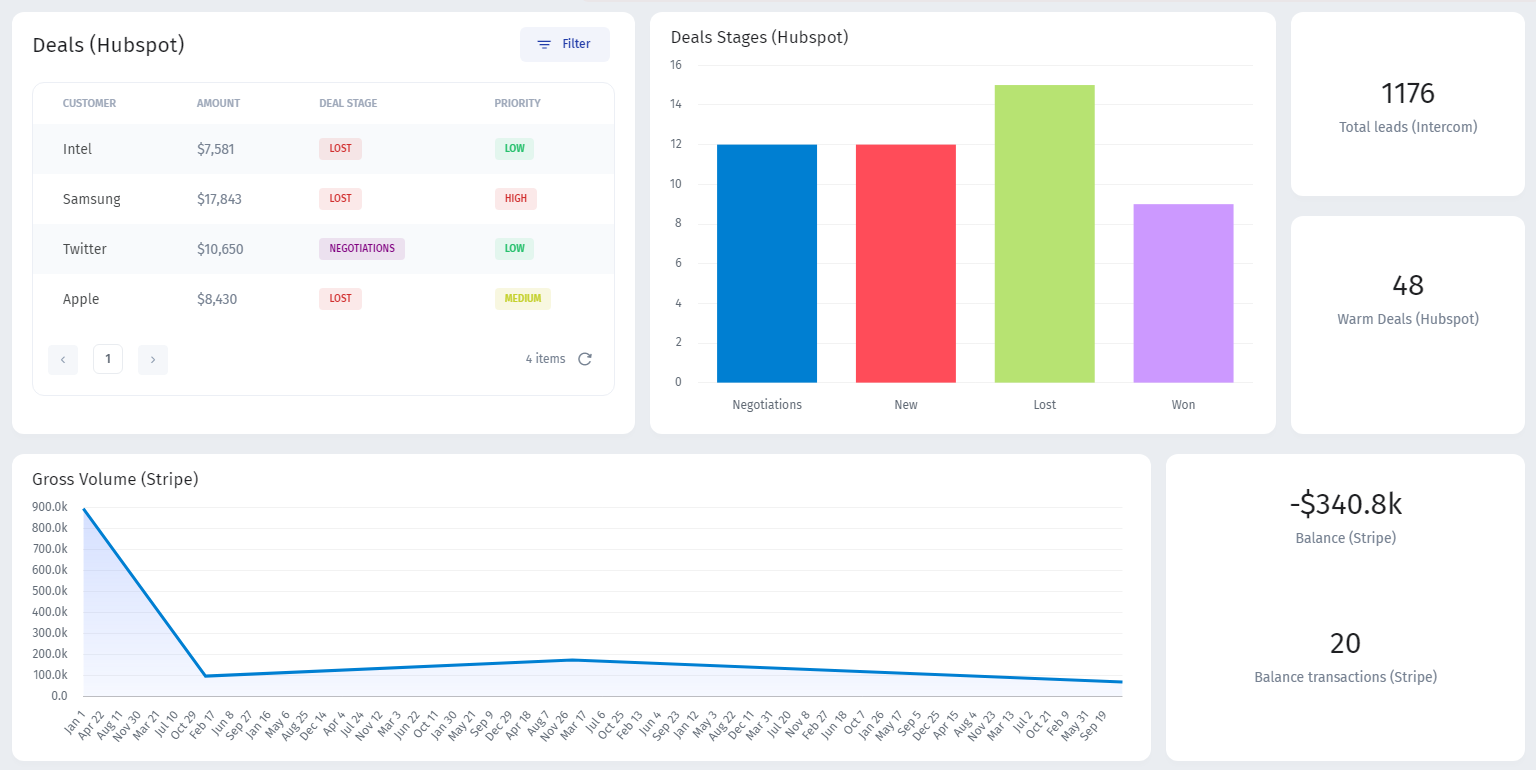 Deals (Hubspot)
Filter
CUSTOMER AMOUNT DEAL STAGE PRIORITY
Intel $7,581 LOST LOW
Samsung $17,843 LOST HIGH
Twitter $10,650 NEGOTIATIONS LOW
Apple $8,430 LOST MEDIUM
1
4 items
Deals Stages (Hubspot)
16
14
12
10
8
6
4
2
0
Negotiations New Lost Won
1176
Total leads (Intercom)
48
Warm Deals (Hubspot)
Gross Volume (Stripe)
900.0k
800.0k
700.0k
600.0k
500.0k
400.0k
300.0k
200.0k
100.0k
0.0
Jan 1 Apr 22 Aug 11 Nov 30 Mar 21 Jul 10 Oct 29 Feb 17 Jun 8 Sep 27 Jan 16 May 6 Aug 25 Dec 14 Apr 4 Jul 24 Nov 12 Mar 3 Jun 22 Oct 11 Jan 30 May 21 Sep 9 Dec 29 Apr 18 Aug 7 Nov 26 Mar 17 Jul 6 Oct 25 Feb 13 Jun 4 Sep 23 Jan 12 May 3 Aug 22 Dec 11 Mar 31 Jul 20 Nov 8 Feb 27 Jun 18 Oct 7 Jan 26 May 17 Sep 5 Dec 25 Apr 15 Aug 4 Nov 23 Mar 13 Jul 2 Oct 21 Feb 9 May 31 Sep 19
-$340.8k
Balance (Stripe)
20
Balance transactions (Stripe)